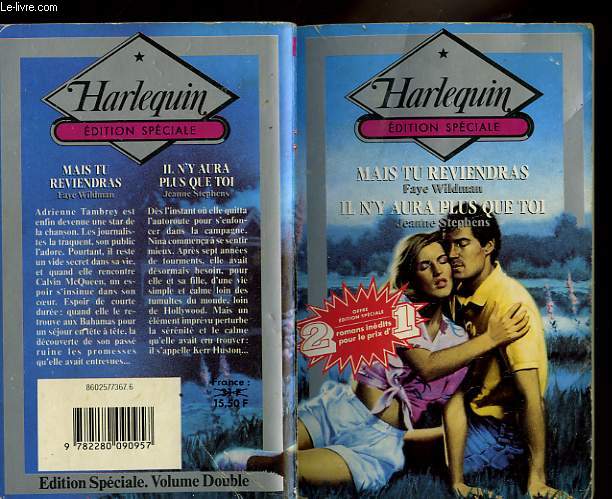 www.le-livre.com
Harlequin
ÉDITION SPÉCIALE
MAIS TU
REVIENDRAS
Faye Wildman
Adrienne Tambrey est
enfin devenue une star de
la chanson. Les journalis-
tes la traquent, son public
l'adore. Pourtant, il reste
un vide secret dans sa vie,
et quand elle rencontre
Calvin McQueen, un es-
poir s'insinue dans son
cœur. Espoir de courte
durée : quand elle le re-
trouve aux Bahamas pour
un séjour en tête à tête, la
découverte de son passé
ruine les promesses
qu'elle avait entrevues...
IL N'Y AURA
PLUS QUE TOI
Jeanne Stephens
Dès l'instant où elle quitta
l'autoroute pour s'enfon-
cer dans la campagne,
Nina commença à se sentir
mieux. Après sept années
de tourments, elle avait
désormais besoin, pour
elle et sa fille, d'une vie
simple et calme loin des
tumultes du monde, loin
de Hollywood. Mais un
élément imprévu perturbe
la sérénité et le calme
qu'elle avait cru trouver :
il s'appelle Kerr Huston...
8602577367.6
9 782280 090957
France :
15,50 F
Edition Spéciale. Volume Double
Harlequin
ÉDITION SPÉCIALE
MAIS TU REVIENDRAS
Faye Wildman
IL N'Y AURA PLUS QUE TOI
Jeanne Stephens
OFFRE
ÉDITION SPÉCIALE
2 romans inédits
pour le prix d'1